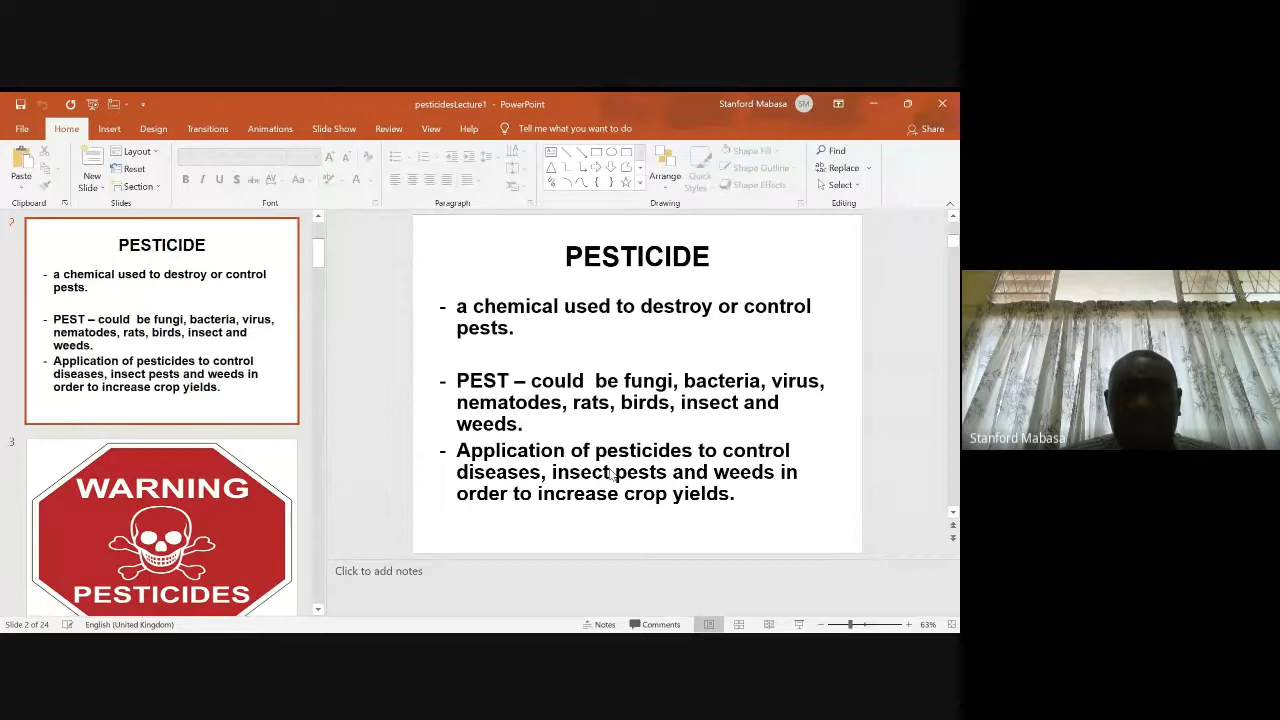 pesticidesLecture1 - PowerPoint
Stanford Mabasa SM
File Home Insert Design Transitions Animations Slide Show Review View Help Tell me what you want to do Share
Paste
New
Slide
Layout
Reset
Section
B I U S abc AV Aa A
Arrange
Quick
Styles
Shape Fill
Shape Outline
Shape Effects
Find
Replace
Select
Clipboard Slides Font Paragraph Drawing Editing
2
PESTICIDE
- a chemical used to destroy or control
pests.
- PEST – could be fungi, bacteria, virus,
nematodes, rats, birds, insect and
weeds.
- Application of pesticides to control
diseases, insect pests and weeds in
order to increase crop yields.
3
WARNING
PESTICIDES
PESTICIDE
- a chemical used to destroy or control
pests.
- PEST – could be fungi, bacteria, virus,
nematodes, rats, birds, insect and
weeds.
- Application of pesticides to control
diseases, insect pests and weeds in
order to increase crop yields.
Click to add notes
Slide 2 of 24 English (United Kingdom) Notes Comments 63%
Stanford Mabasa